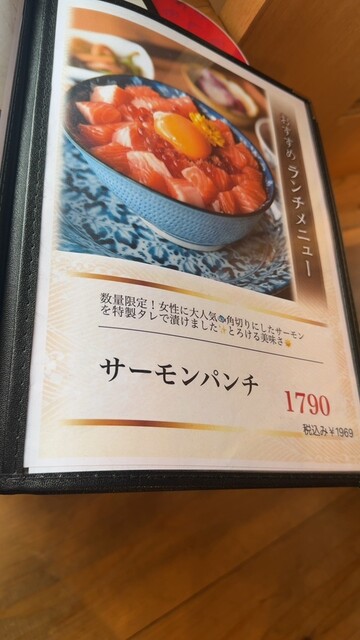 おすすめ ランチメニュー
数量限定！女性に大人気🐟角切りにしたサーモン
を特製タレで漬けました✨とろける美味さ😋
サーモンパンチ
1790
税込み￥1969